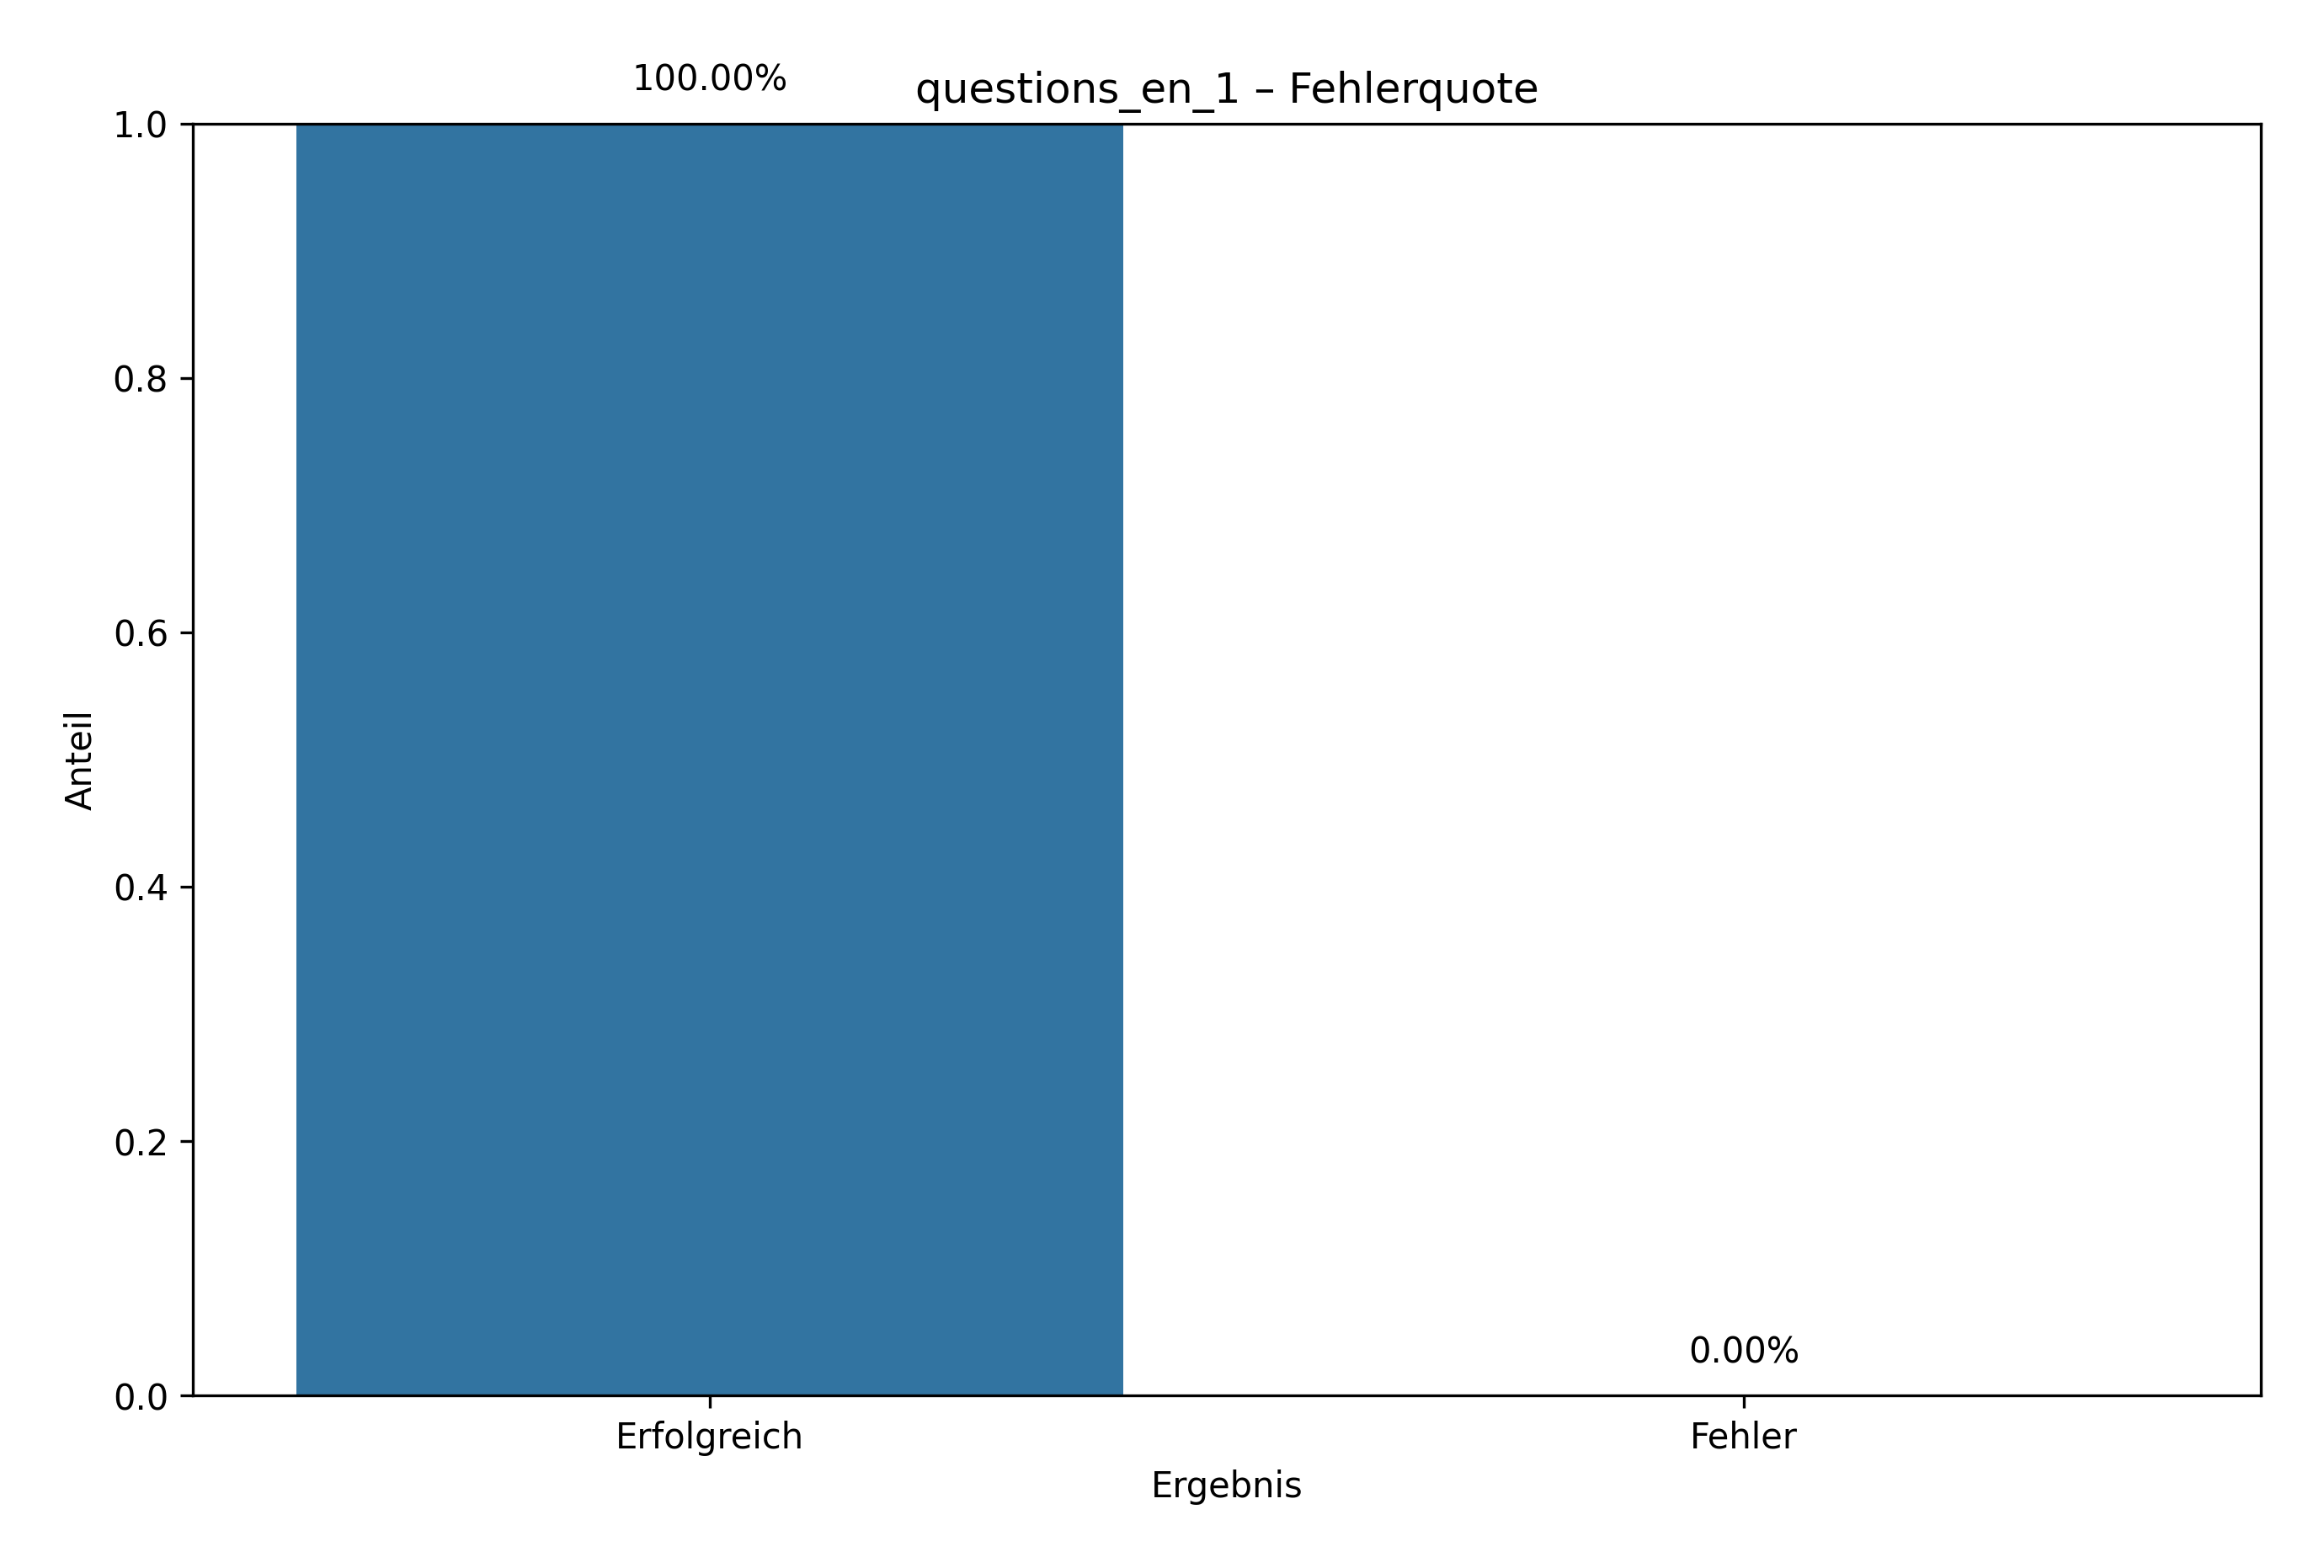 100.00%
questions_en_1 – Fehlerquote
1.0
0.8
0.6
0.4
0.2
0.0
Anteil
0.00%
Erfolgreich
Fehler
Ergebnis